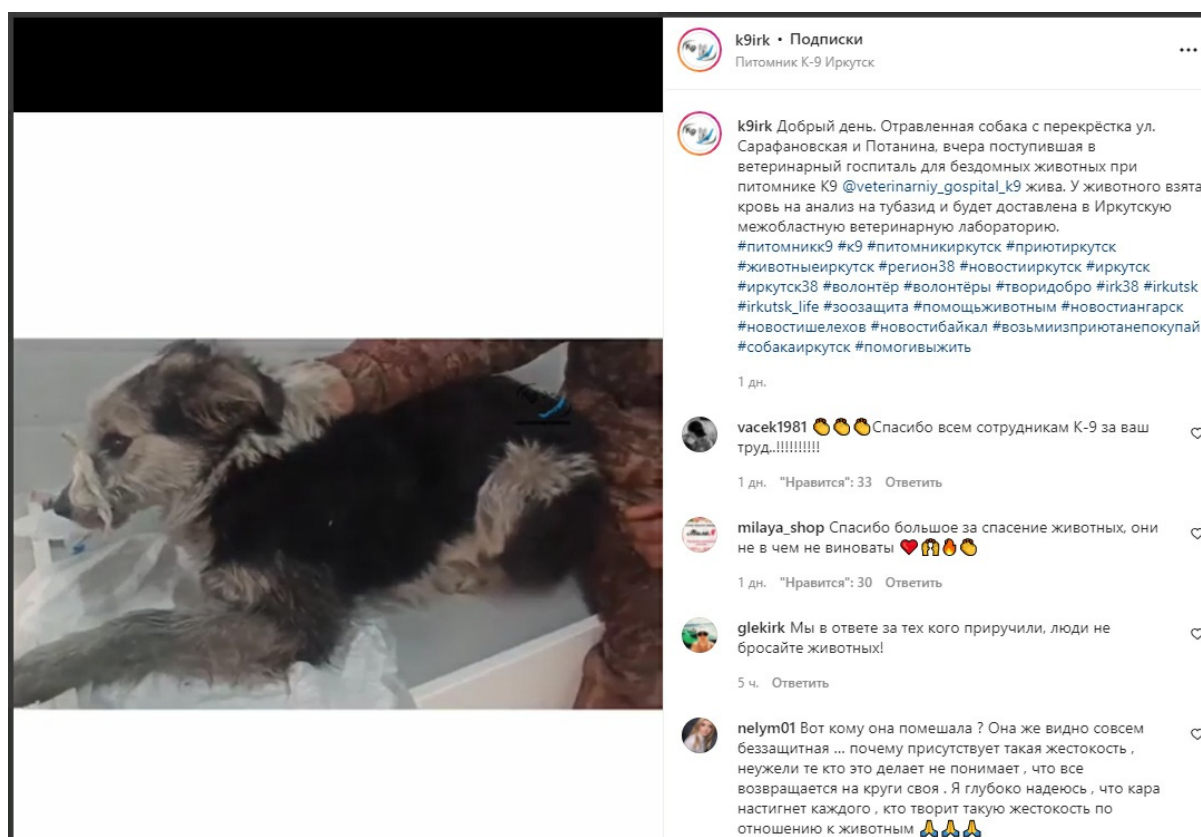 k9irk • Подписки
Питомник К-9 Иркутск
k9irk Добрый день. Отравленная собака с перекрёстка ул.
Сарафановская и Потанина, вчера поступившая в
ветеринарный госпиталь для бездомных животных при
питомнике К9 @veterinarniy_gospital_k9 жива. У животного взята
кровь на анализ на тубазид и будет доставлена в Иркутскую
межобластную ветеринарную лабораторию.
#питомникк9 #к9 #питомникиркутск #приютиркутск
#животныеиркутск #регион38 #новостииркутск #иркутск
#иркутск38 #волонтёр #волонтёры #творидобро #irk38 #irkutsk
#irkutsk_life #зоозащита #помощьживотным #новостиангарск
#новостишелехов #новостибайкал #возьмиизприютанепокупай
#собакаиркутск #помогивыжить
1 дн.
vacek1981 👏👏👏Спасибо всем сотрудникам К-9 за ваш
труд..!!!!!!!!!!
1 дн. "Нравится": 33 Ответить
milaya_shop Спасибо большое за спасение животных, они
не в чем не виноваты ❤️🙌🔥👏
1 дн. "Нравится": 30 Ответить
glekirk Мы в ответе за тех кого приручили, люди не
бросайте животных!
5 ч. Ответить
nelym01 Вот кому она помешала ? Она же видно совсем
беззащитная ... почему присутствует такая жестокость ,
неужели те кто это делает не понимает , что все
возвращается на круги своя . Я глубоко надеюсь , что кара
настигнет каждого , кто творит такую жестокость по
отношению к животным 🙏🙏🙏